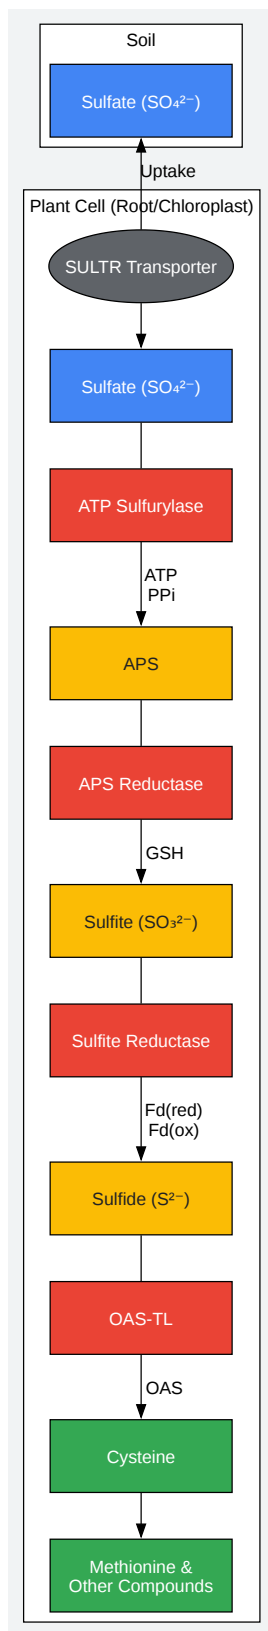 Soil
Sulfate (SO₄²⁻)
Uptake
Plant Cell (Root/Chloroplast)
SULTR Transporter
Sulfate (SO₄²⁻)
ATP Sulfurylase
ATP
PPi
APS
APS Reductase
GSH
Sulfite (SO₃²⁻)
Sulfite Reductase
Fd(red)
Fd(ox)
Sulfide (S²⁻)
OAS-TL
OAS
Cysteine
Methionine &
Other Compounds